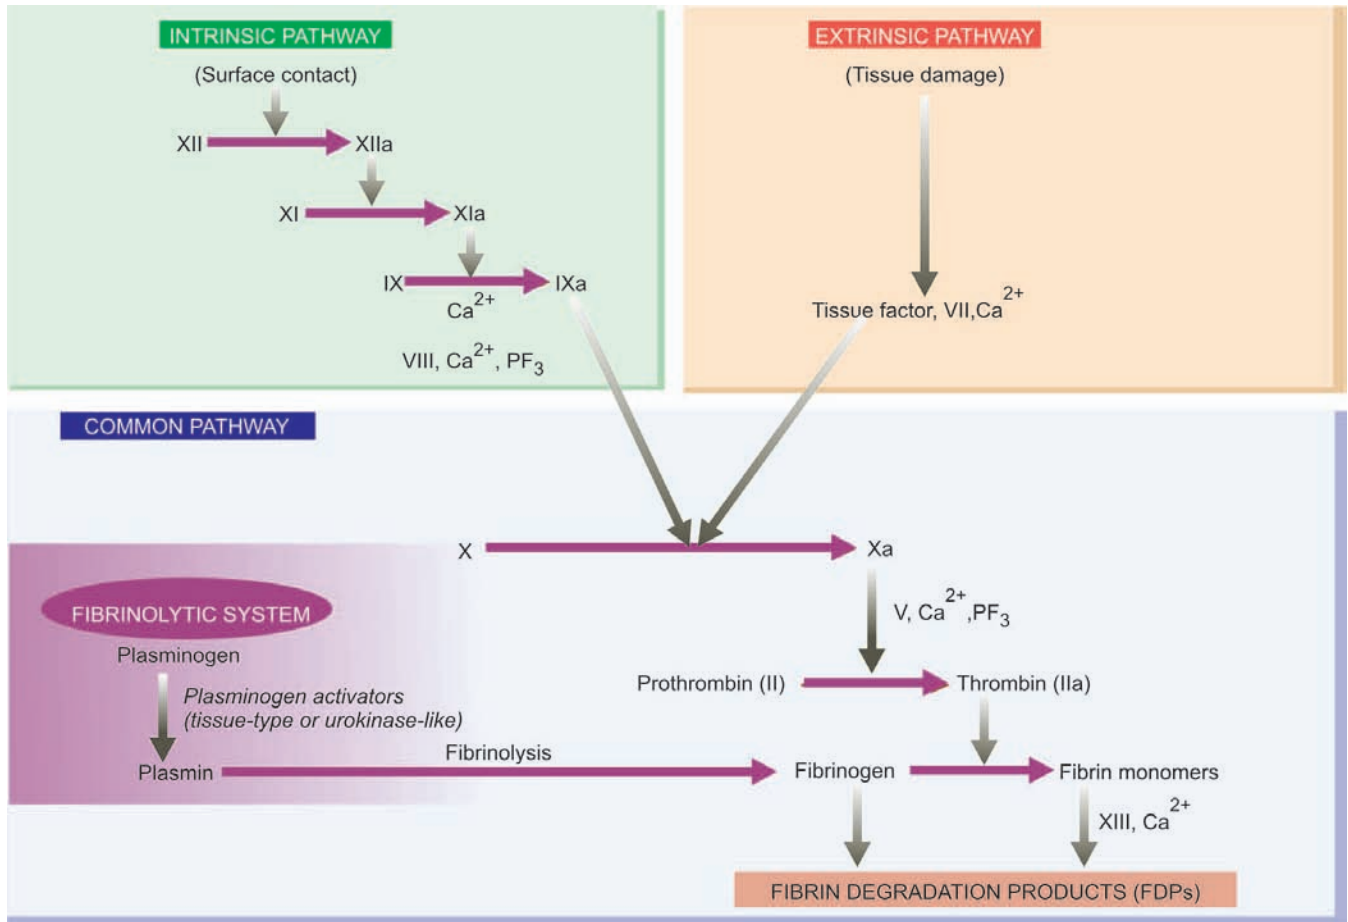 INTRINSIC PATHWAY
(Surface contact)
XII
XIIa
XI
XIa
IX
IXa
Ca2+
VIII, Ca2+, PF3
EXTRINSIC PATHWAY
(Tissue damage)
Tissue factor, VII,Ca2+
COMMON PATHWAY
X
Xa
V, Ca2+,PF3
Prothrombin (II)
Thrombin (IIa)
FIBRINOLYTIC SYSTEM
Plasminogen
Plasminogen activators
(tissue-type or urokinase-like)
Plasmin
Fibrinolysis
Fibrinogen
Fibrin monomers
XIII, Ca2+
FIBRIN DEGRADATION PRODUCTS (FDPs)